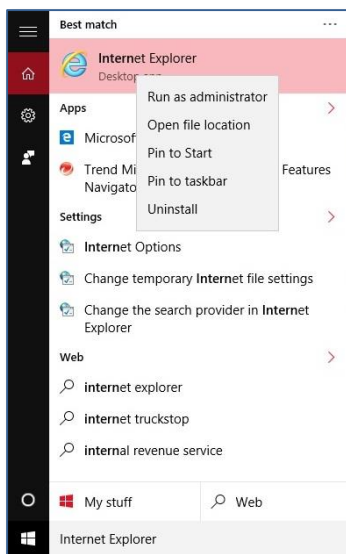 Best match
Internet Explorer
Desktop app
Run as administrator
Open file location
Pin to Start
Pin to taskbar
Uninstall
Apps
Microsof
Trend Mi Features
Navigato
Settings
Internet Options
Change temporary Internet file settings
Change the search provider in Internet
Explorer
Web
internet explorer
internet truckstop
internal revenue service
My stuff
Web
Internet Explorer